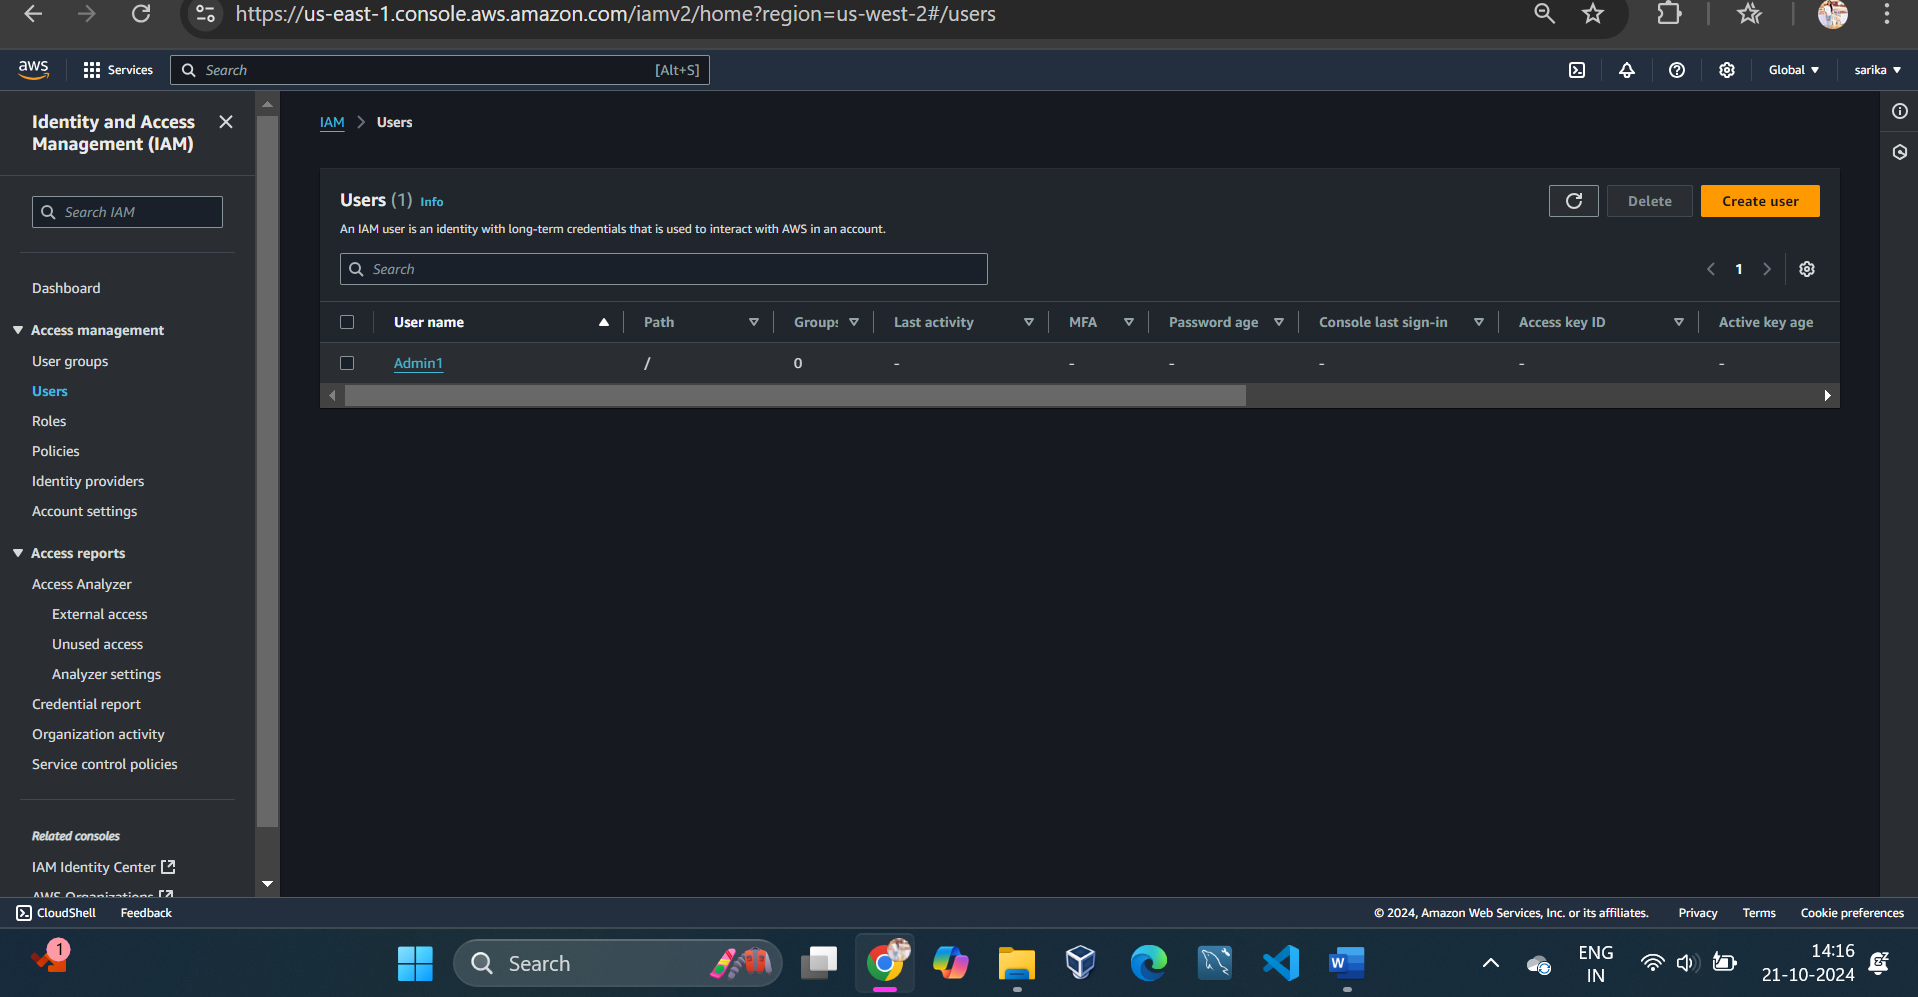 https://us-east-1.console.aws.amazon.com/iamv2/home?region=us-west-2#/users
aws
Services
Search
[Alt+S]
Global
sarika
Identity and Access
Management (IAM)
Search IAM
Dashboard
Access management
User groups
Users
Roles
Policies
Identity providers
Account settings
Access reports
Access Analyzer
External access
Unused access
Analyzer settings
Credential report
Organization activity
Service control policies
Related consoles
IAM Identity Center
AWS Organizations
IAM > Users
Users (1) Info
Delete
Create user
An IAM user is an identity with long-term credentials that is used to interact with AWS in an account.
Search
1
User name Path Groups Last activity MFA Password age Console last sign-in Access key ID Active key age
Admin1 / 0 - - - - - -
CloudShell Feedback
© 2024, Amazon Web Services, Inc. or its affiliates. Privacy Terms Cookie preferences
1
Search
W
ENG
IN
14:16
21-10-2024